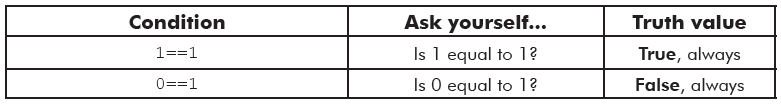 Condition Ask yourself... Truth value
1==1 Is 1 equal to 1? True, always
0==1 Is 0 equal to 1? False, always